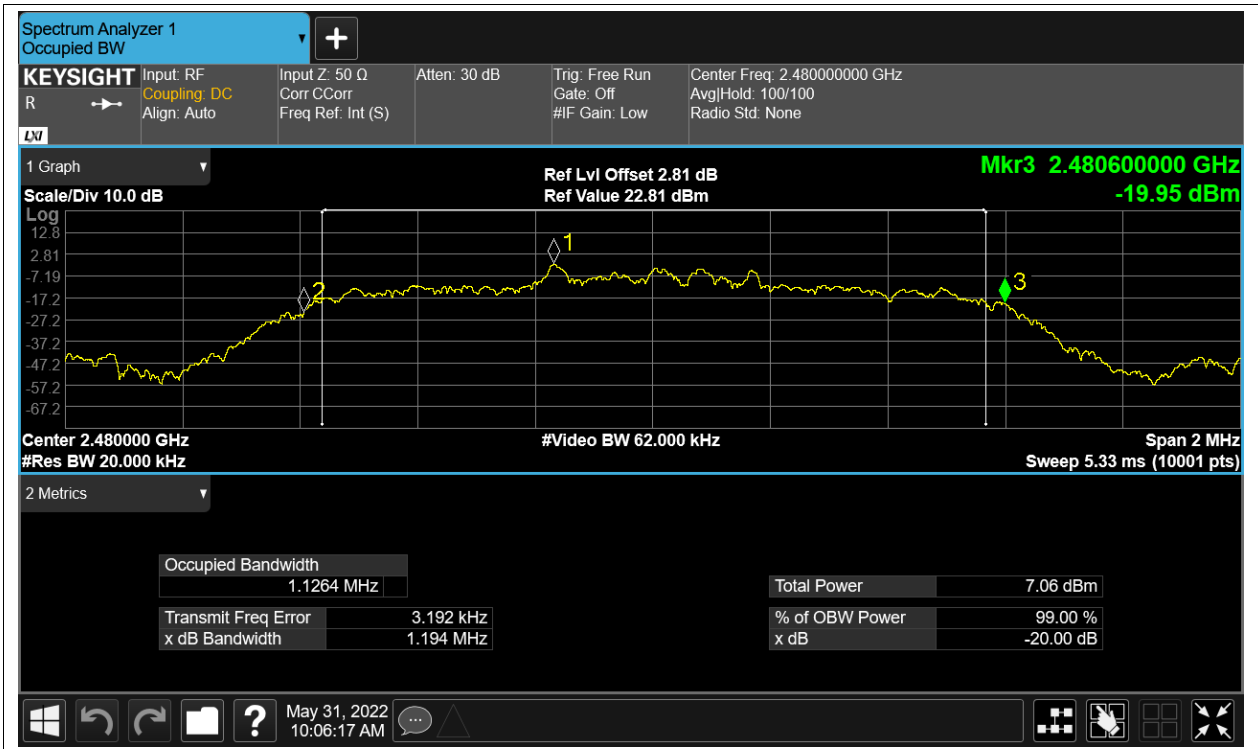 Spectrum Analyzer 1
Occupied BW
KEYSIGHT
R
LXI
Input: RF
Coupling: DC
Align: Auto
Input Z: 50 Ω
Corr CCorr
Freq Ref: Int (S)
Atten: 30 dB
Trig: Free Run
Gate: Off
#IF Gain: Low
Center Freq: 2.480000000 GHz
Avg|Hold: 100/100
Radio Std: None
1 Graph
Scale/Div 10.0 dB
Ref Lvl Offset 2.81 dB
Ref Value 22.81 dBm
Mkr3 2.480600000 GHz
-19.95 dBm
Log
12.8
2.81
-7.19
-17.2
-27.2
-37.2
-47.2
-57.2
-67.2
1
2
3
Center 2.480000 GHz
#Video BW 62.000 kHz
Span 2 MHz
#Res BW 20.000 kHz
Sweep 5.33 ms (10001 pts)
2 Metrics
Occupied Bandwidth
1.1264 MHz
Total Power 7.06 dBm
Transmit Freq Error 3.192 kHz
% of OBW Power 99.00 %
x dB Bandwidth 1.194 MHz
x dB -20.00 dB
?
May 31, 2022
10:06:17 AM